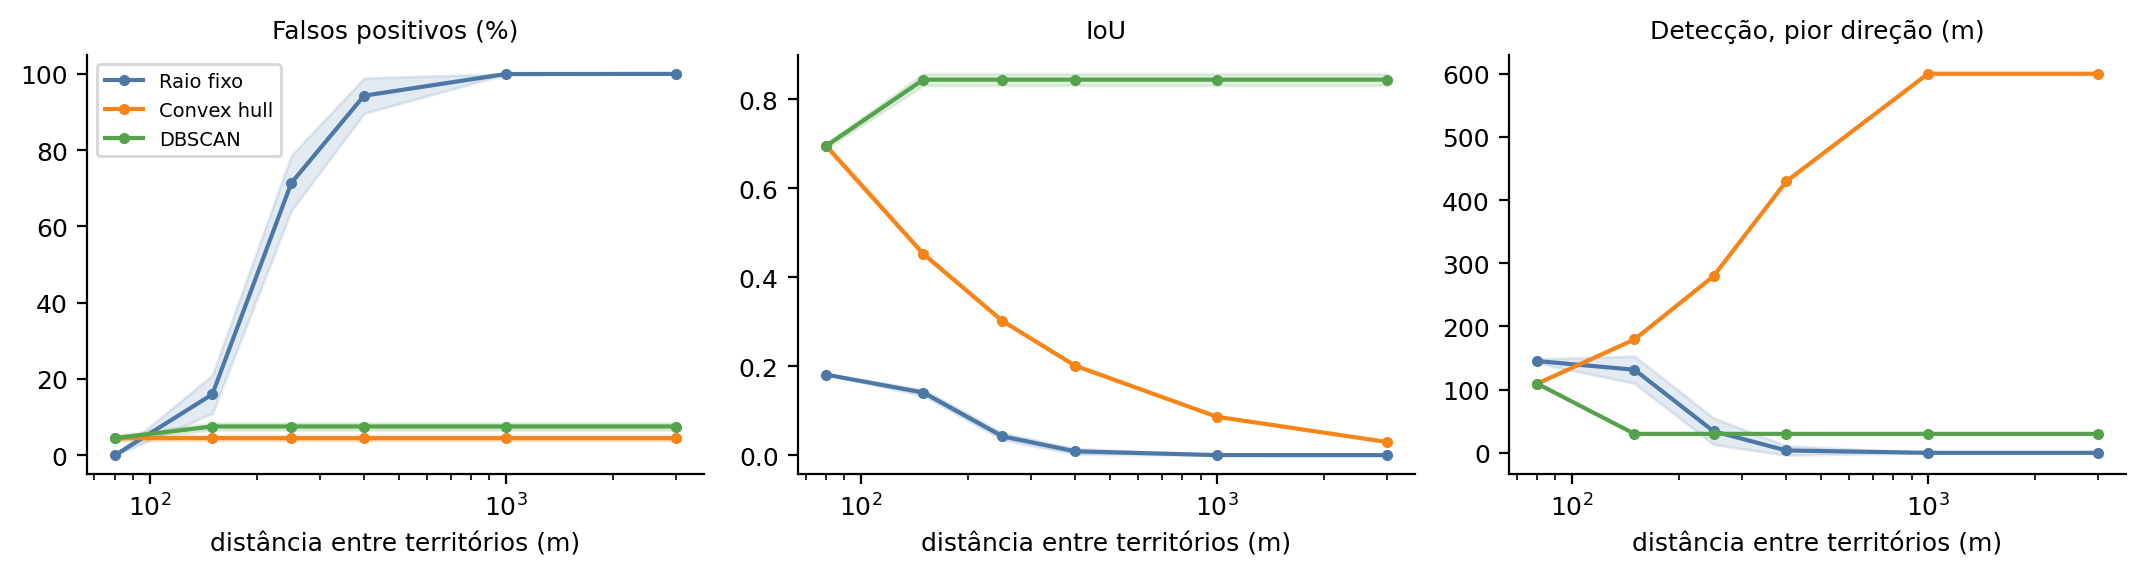 Falsos positivos (%)
100
80
60
40
20
0
Raio fixo
Convex hull
DBSCAN
10²
10³
distância entre territórios (m)
IoU
0.8
0.6
0.4
0.2
0.0
10²
10³
distância entre territórios (m)
Detecção, pior direção (m)
600
500
400
300
200
100
0
10²
10³
distância entre territórios (m)